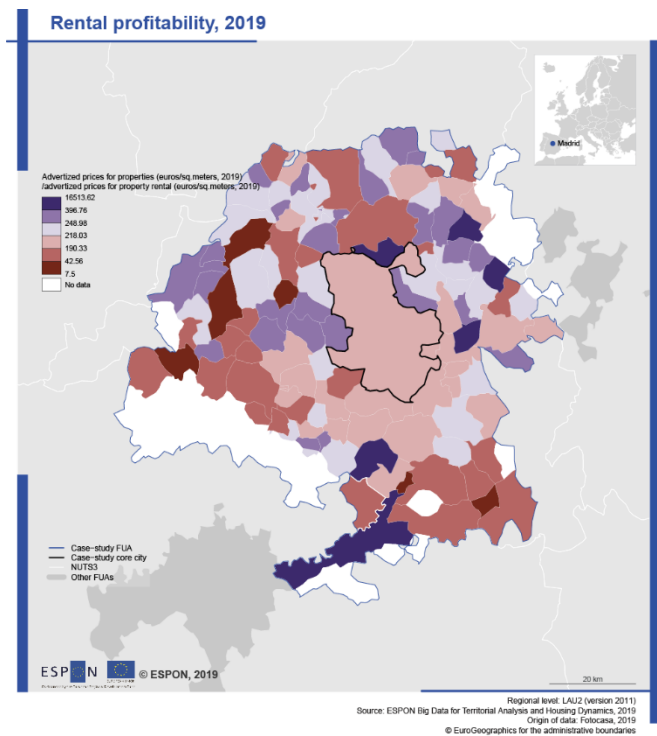 Rental profitability, 2019
Madrid
Advertized prices for properties (euros/sq.meters, 2019)
/advertized prices for property rental (euros/sq.meters, 2019)
16513.62
396.76
248.98
218.03
190.33
42.56
7.5
No data
Case-study FUA
Case-study core city
NUTS3
Other FUAs
ESPON
© ESPON, 2019
20 km
Regional level: LAU2 (version 2011)
Source: ESPON Big Data for Territorial Analysis and Housing Dynamics, 2019
Origin of data: Fotocasa, 2019
© EuroGeographics for the administrative boundaries